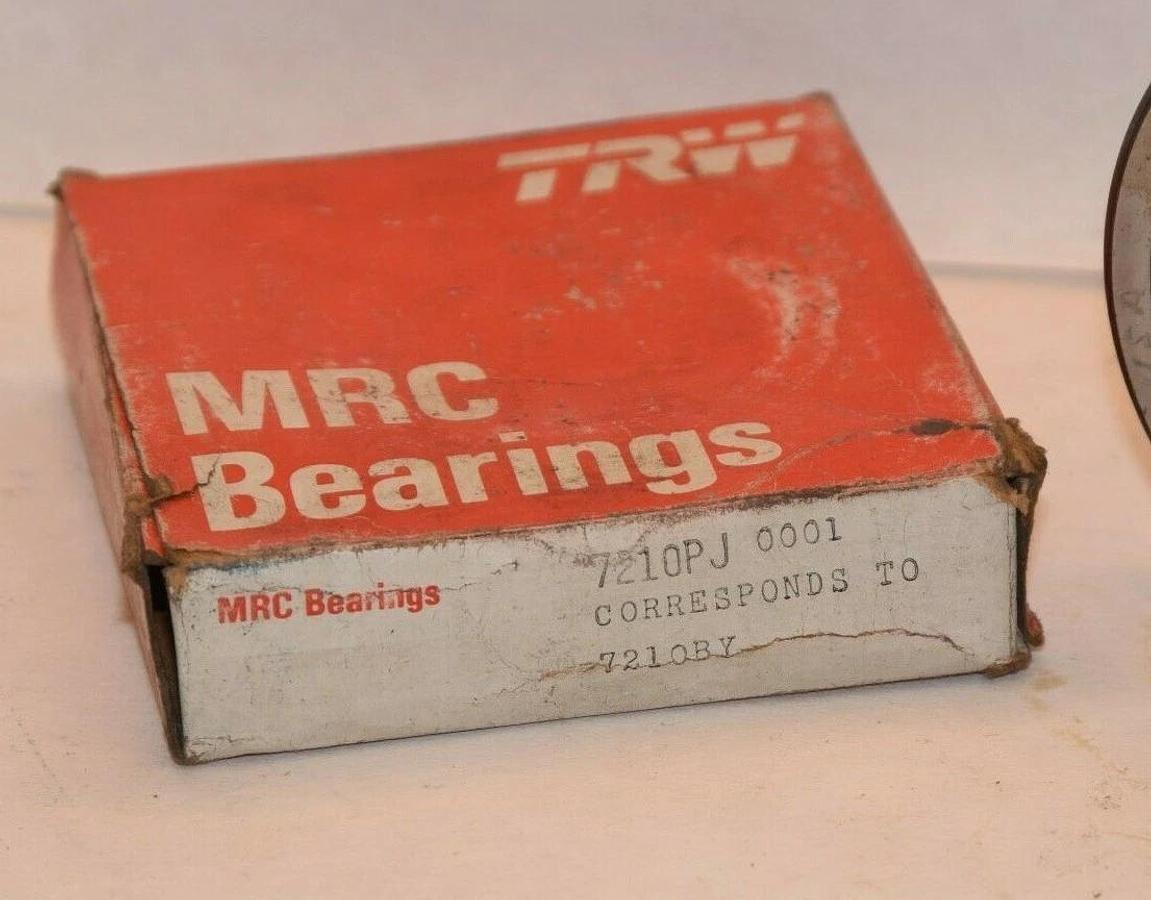 TRW
MRC
Bearings
MRC Bearings
7210PJ 0001
CORRESPONDS TO
7210BY